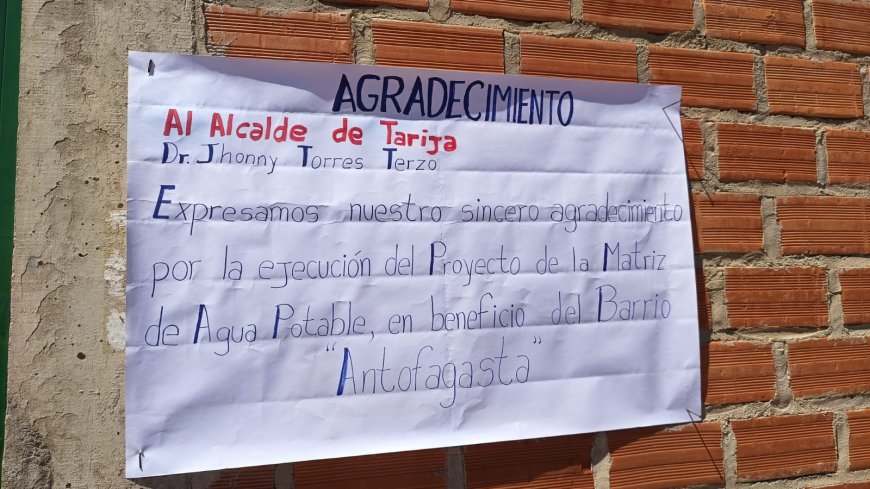 AGRADECIMIENTO
Al Alcalde de Tarija
Dr. Jhonny Torres Terzo
Expresamos nuestro sincero agradecimiento
por la ejecución del Proyecto de la Matriz
de Agua Potable, en beneficio del Barrio
"Antofagasta"